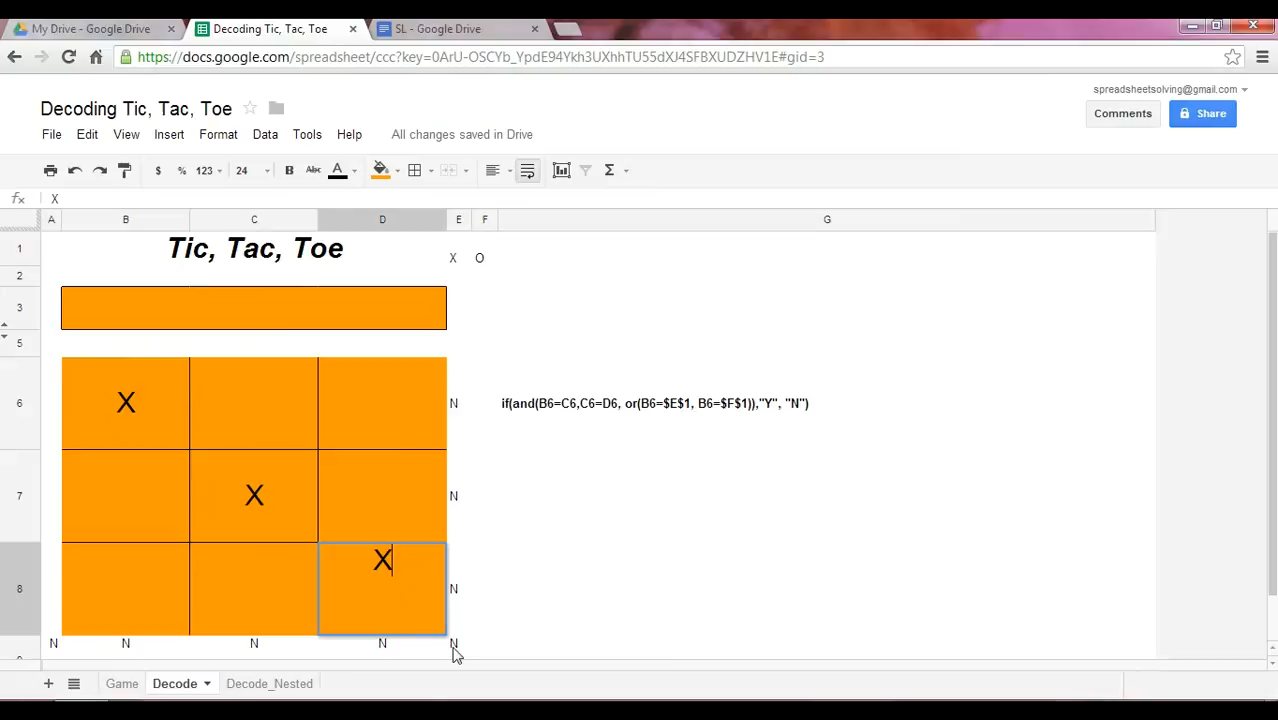 My Drive - Google Drive × Decoding Tic, Tac, Toe × SL - Google Drive ×
https://docs.google.com/spreadsheet/ccc?key=0ArU-OSCYb_YpdE94Ykh3UXhhTU55dXJ4SFBXUDZHV1E#gid=3
spreadsheetsolving@gmail.com
Decoding Tic, Tac, Toe
Comments Share
File Edit View Insert Format Data Tools Help All changes saved in Drive
$ % 123 24 B Abc A Σ
fx X
A B C D E F G
1 Tic, Tac, Toe X O
2
3
5
6 X N if(and(B6=C6,C6=D6, or(B6=$E$1, B6=$F$1)),"Y", "N")
7 X N
8 X N
N N N N N
+ Game Decode Decode_Nested